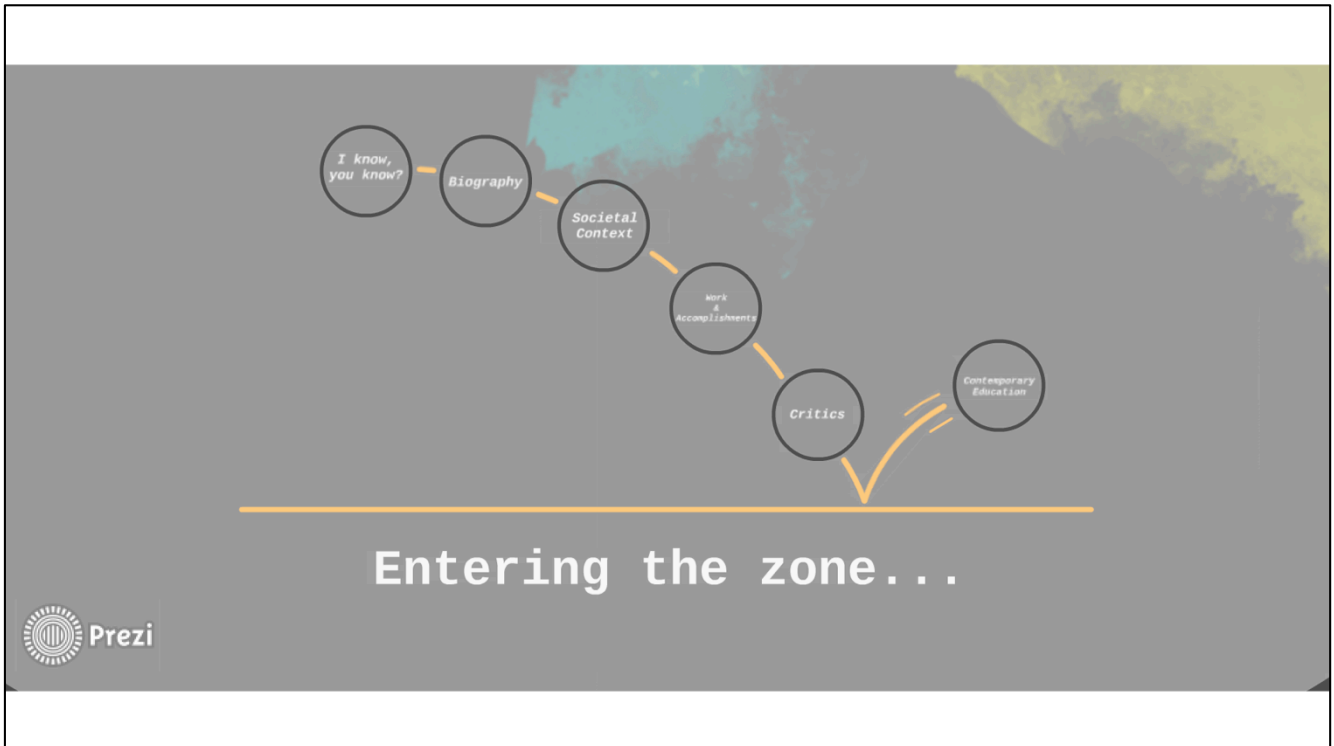 I know,
you know?
Biography
Societal
Context
Work
&
Accomplishments
Critics
Contemporary
Education
Entering the zone...
Prezi